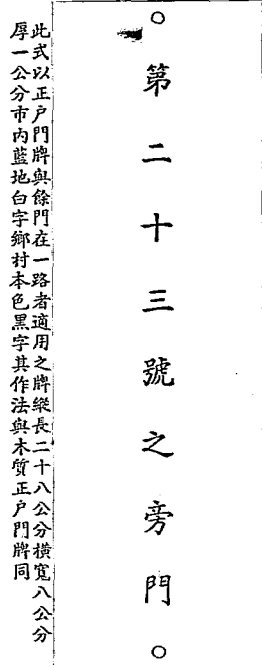 ○第二十三號之旁門○
此式以正户門牌與餘門在一路者適用之牌縱長二十八公分橫寬八公分
厚一公分市內藍地白字鄉村本色黑字其作法與木質正户門牌同